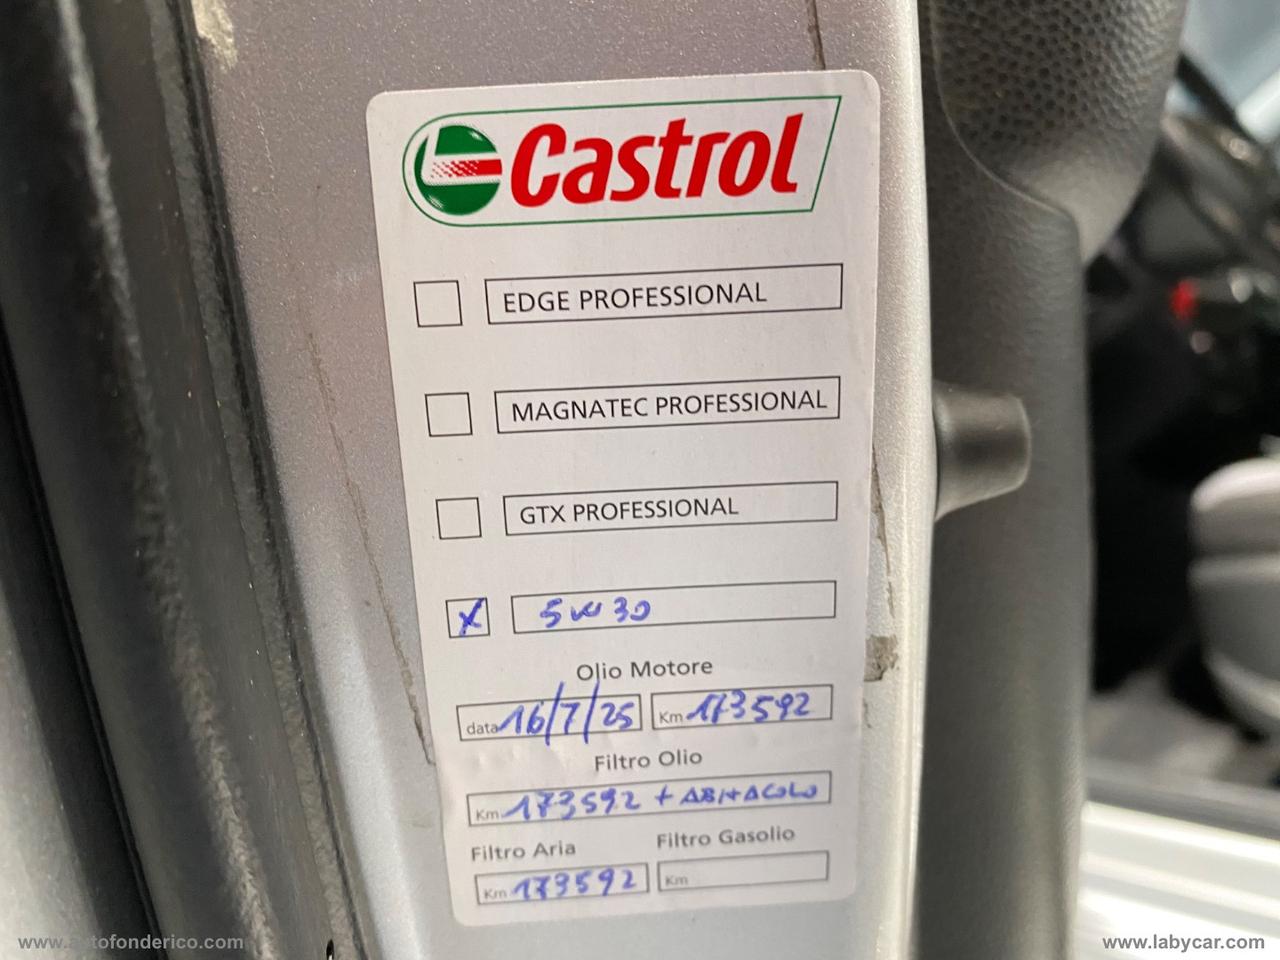 Castrol
EDGE PROFESSIONAL
MAGNATEC PROFESSIONAL
GTX PROFESSIONAL
X 5W30
Olio Motore
data 16/7/25 Km 173592
Filtro Olio
Km 173592 + ABITACOLO
Filtro Aria Filtro Gasolio
Km 173592 Km
www.autofonderico.com www.labycar.com